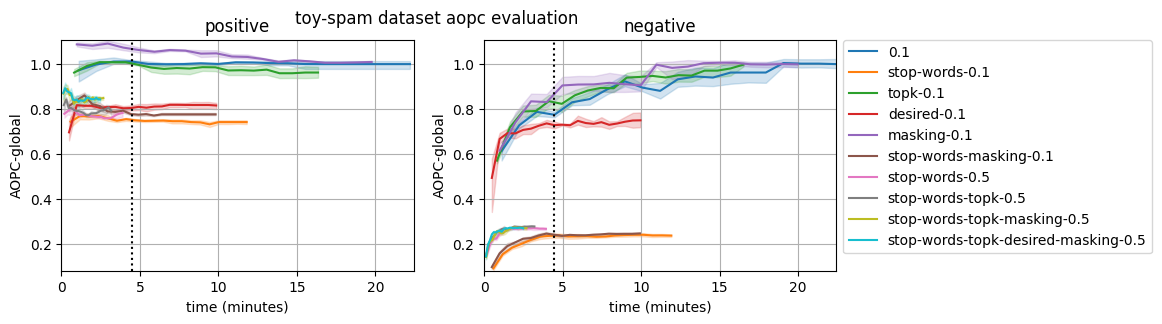 toy-spam dataset aopc evaluation
positive
negative
AOPC-global
1.0
0.8
0.6
0.4
0.2
0
5
10
15
20
time (minutes)
AOPC-global
1.0
0.8
0.6
0.4
0.2
0
5
10
15
20
time (minutes)
0.1
stop-words-0.1
topk-0.1
desired-0.1
masking-0.1
stop-words-masking-0.1
stop-words-0.5
stop-words-topk-0.5
stop-words-topk-masking-0.5
stop-words-topk-desired-masking-0.5